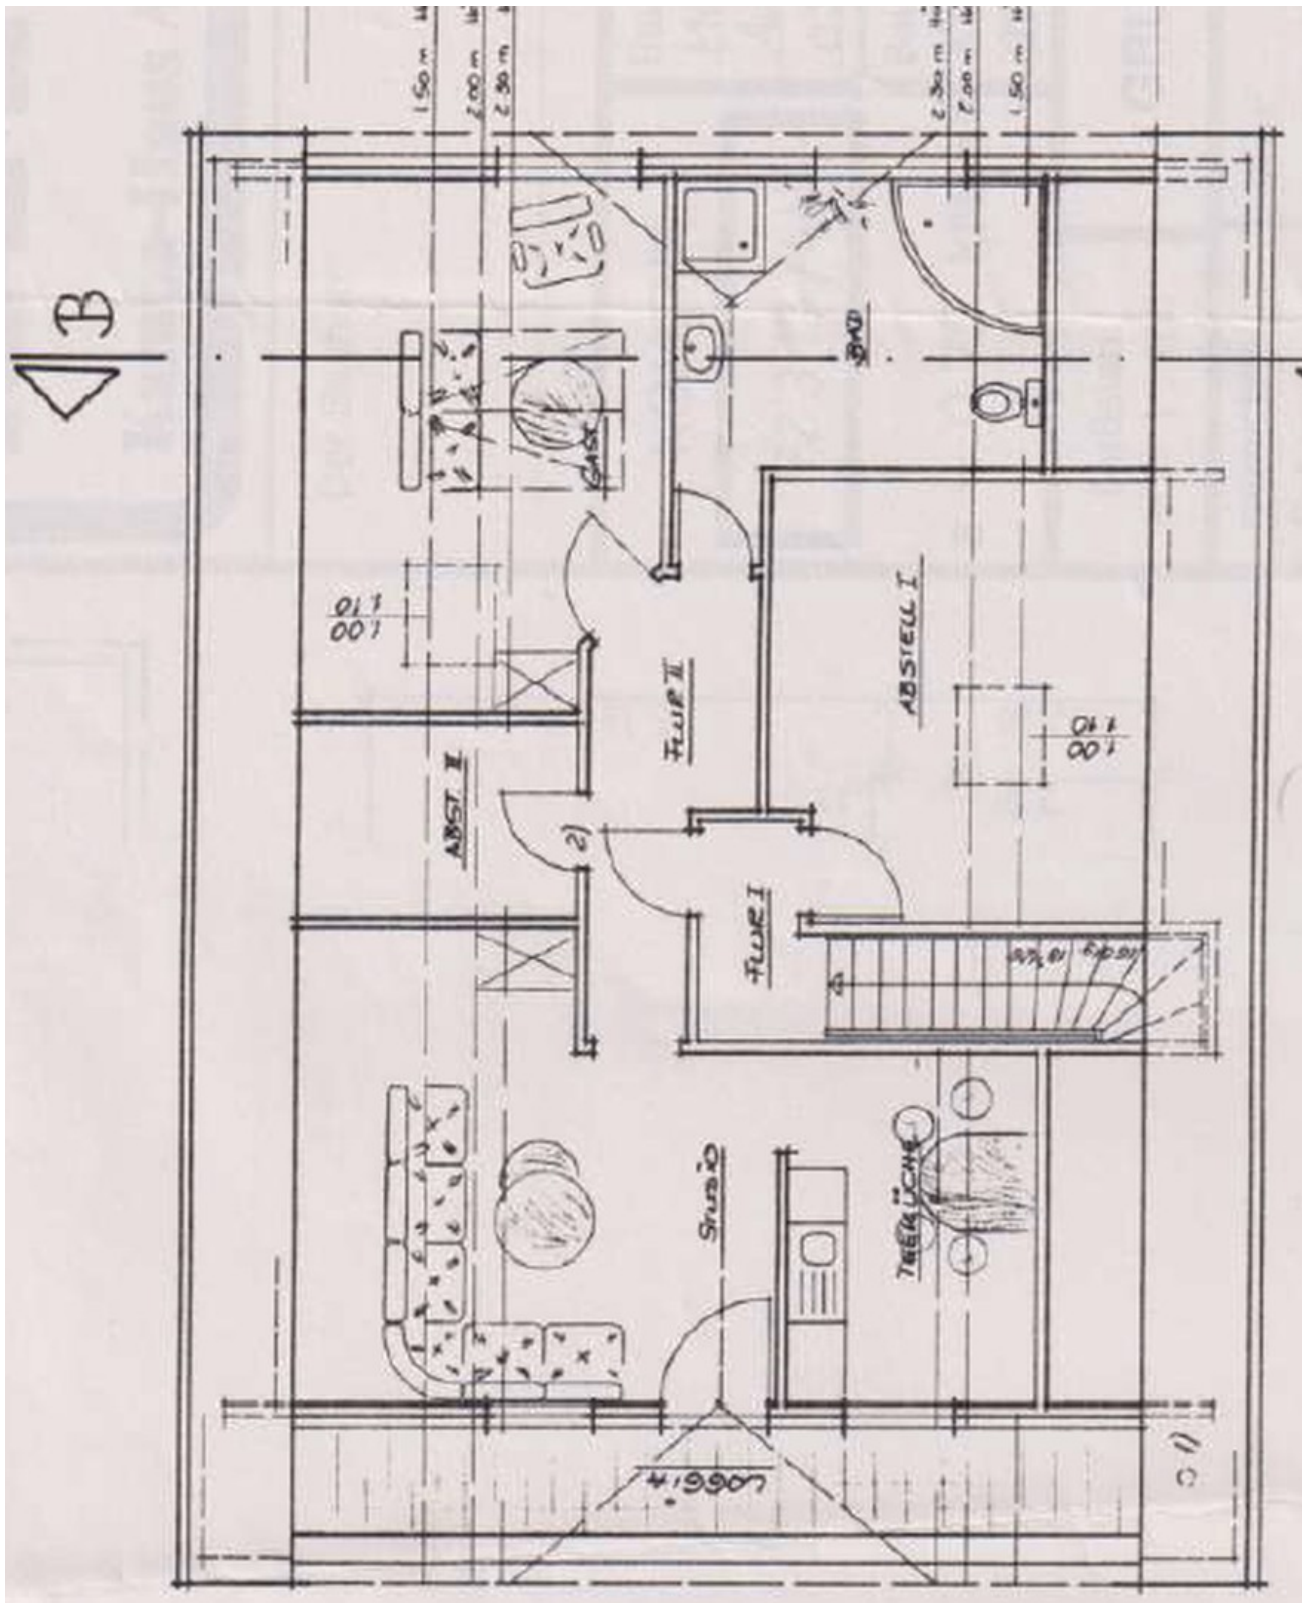 1.50 m
2.00 m
2.30 m
2.30 m
2.00 m
1.50 m
B
BAD
GAST
1.00
1.10
ABSTELL I
FLUR II
1.00
1.10
ABST II
2)
FLUR I
STUDIO
TEEKÜCHE
LOGGIA
1)